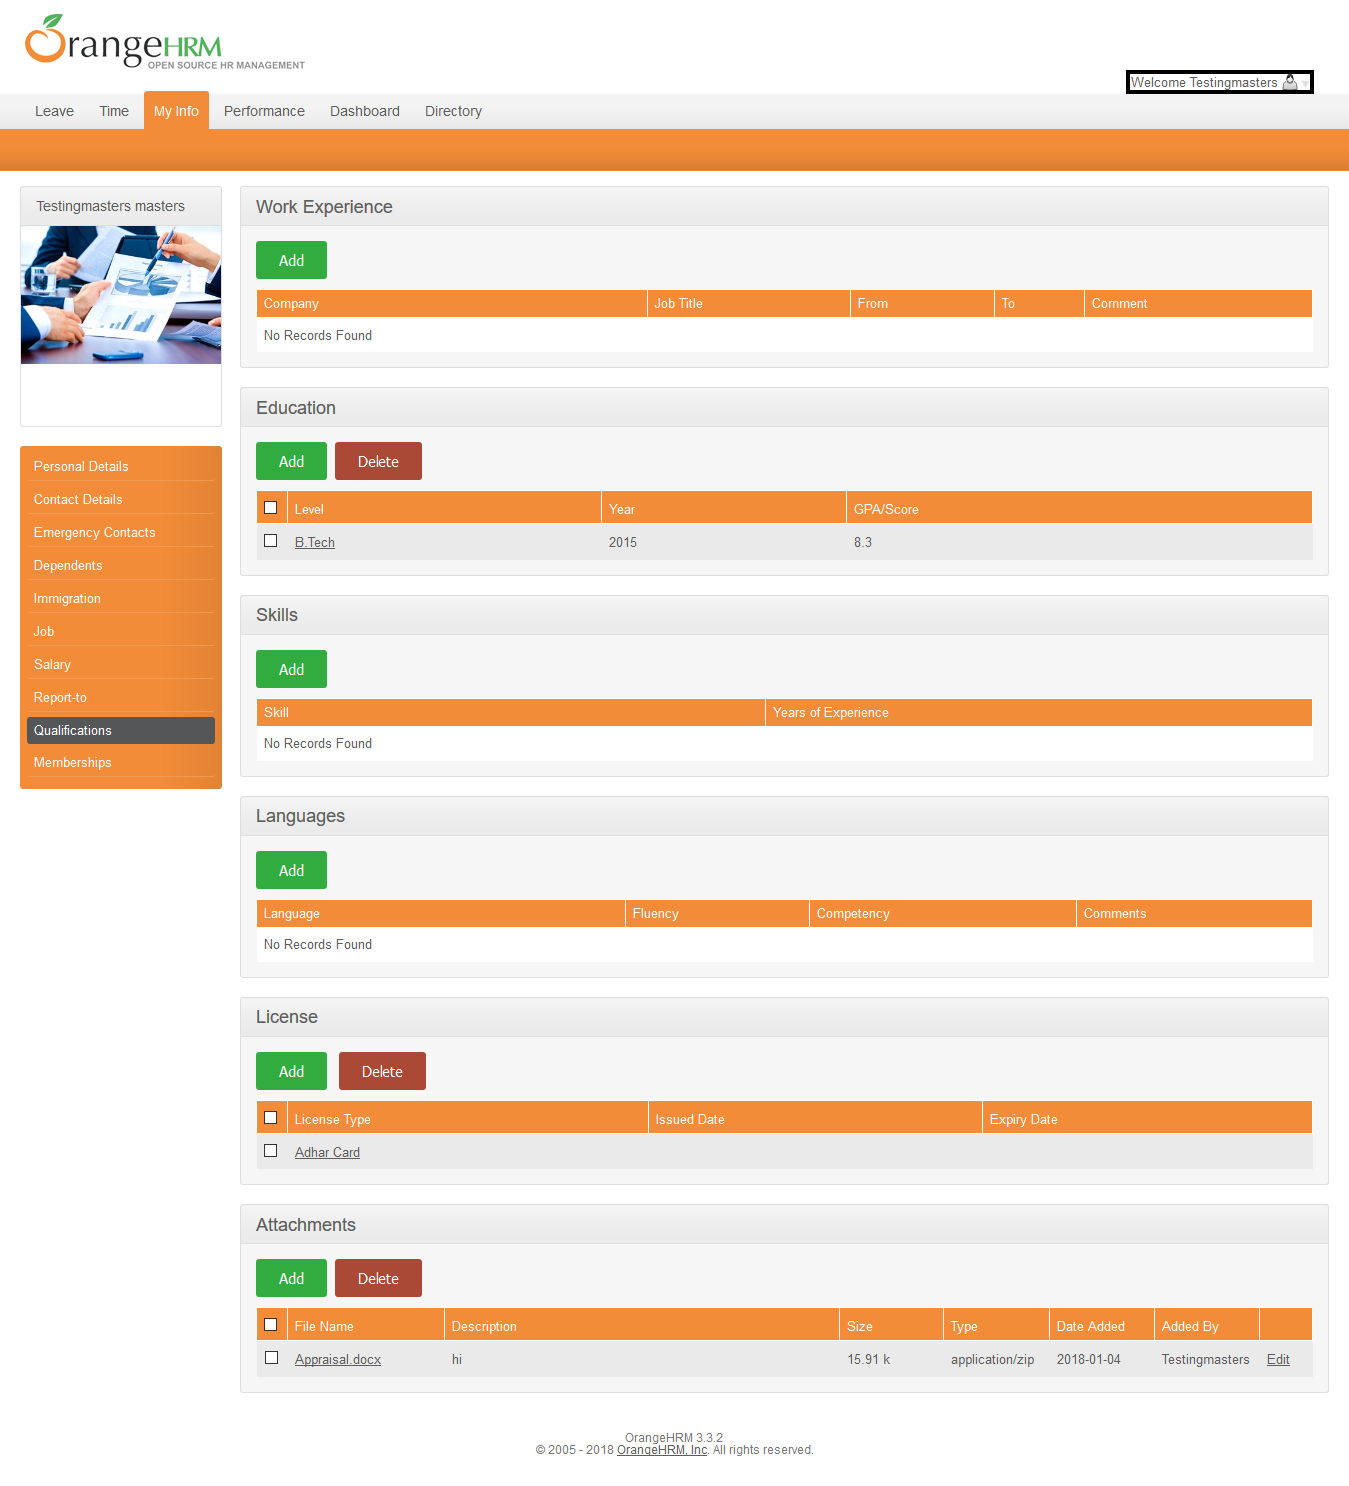 OrangeHRM
OPEN SOURCE HR MANAGEMENT
Welcome Testingmasters
Leave Time My Info Performance Dashboard Directory
Testingmasters masters
Personal Details
Contact Details
Emergency Contacts
Dependents
Immigration
Job
Salary
Report-to
Qualifications
Memberships
Work Experience
Add
Company Job Title From To Comment
No Records Found
Education
Add Delete
Level Year GPA/Score
B.Tech 2015 8.3
Skills
Add
Skill Years of Experience
No Records Found
Languages
Add
Language Fluency Competency Comments
No Records Found
License
Add Delete
License Type Issued Date Expiry Date
Adhar Card
Attachments
Add Delete
File Name Description Size Type Date Added Added By
Appraisal.docx hi 15.91 k application/zip 2018-01-04 Testingmasters Edit
OrangeHRM 3.3.2
© 2005 - 2018 OrangeHRM, Inc. All rights reserved.